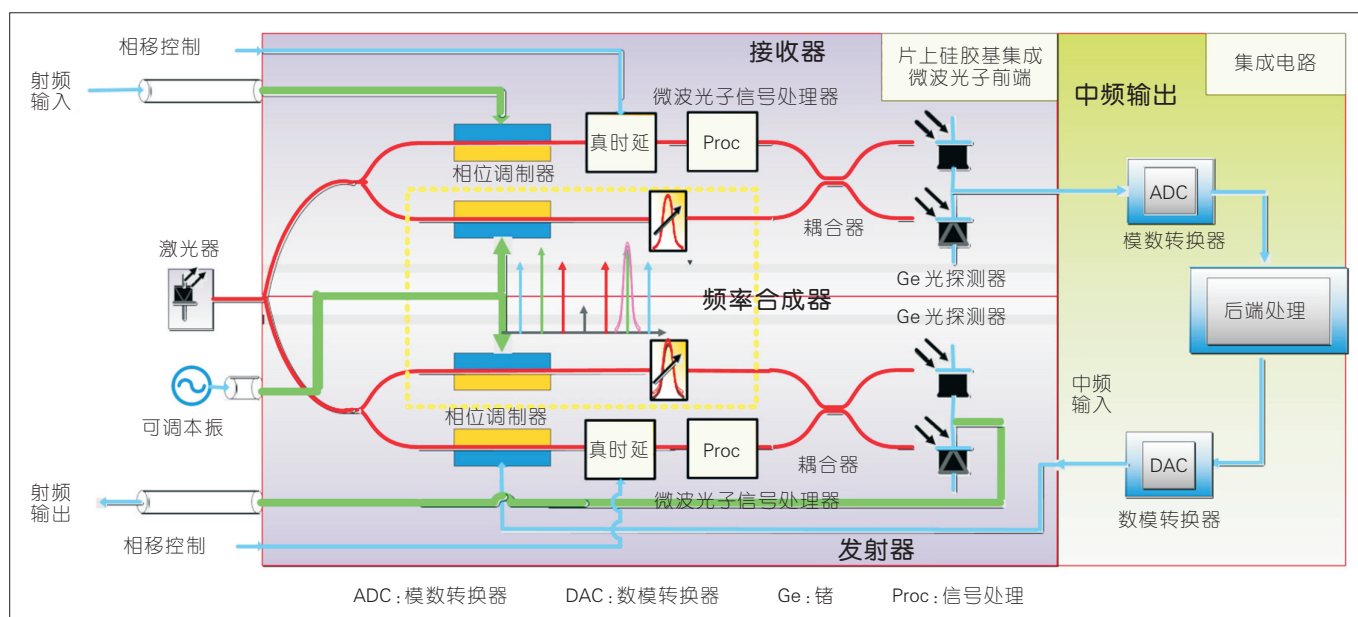 相移控制
接收器
片上硅胶基集成
微波光子前端
集成电路
射频
输入
微波光子信号处理器
中频输出
真时延
Proc
相位调制器
ADC
耦合器
模数转换器
激光器
Ge光探测器
频率合成器
后端处理
Ge光探测器
可调本振
相位调制器
中频
输入
真时延
Proc
耦合器
DAC
射频
输出
微波光子信号处理器
数模转换器
相移控制
发射器
ADC:模数转换器 DAC:数模转换器 Ge:锗 Proc:信号处理